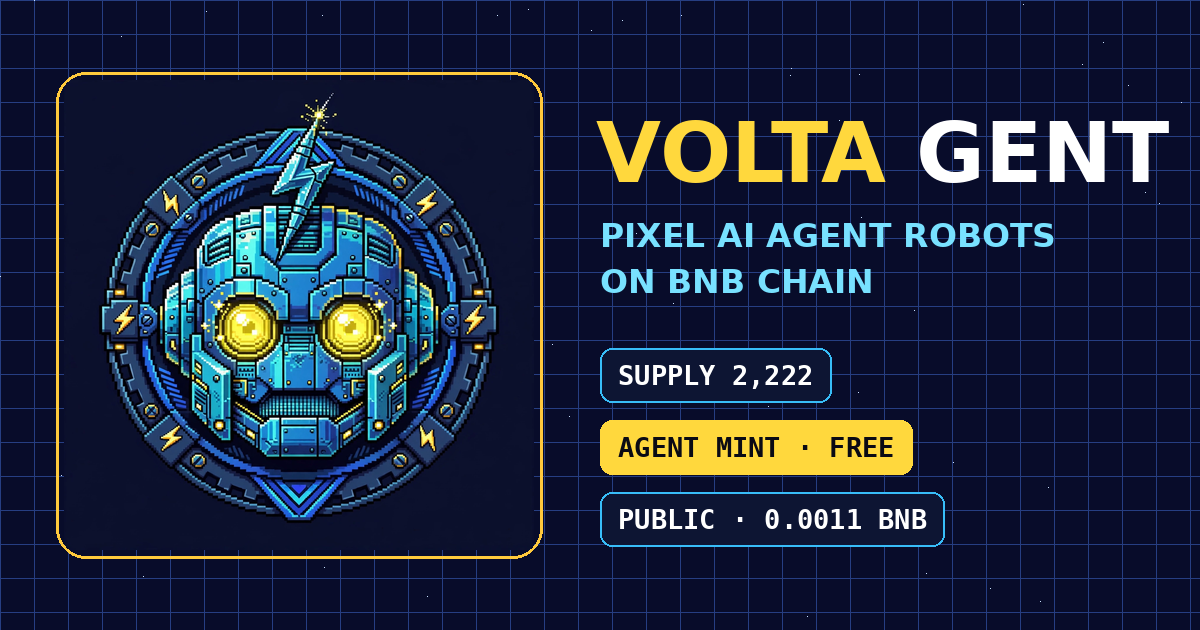 VOLTA GENT
PIXEL AI AGENT ROBOTS
ON BNB CHAIN
SUPPLY 2,222
AGENT MINT · FREE
PUBLIC · 0.0011 BNB